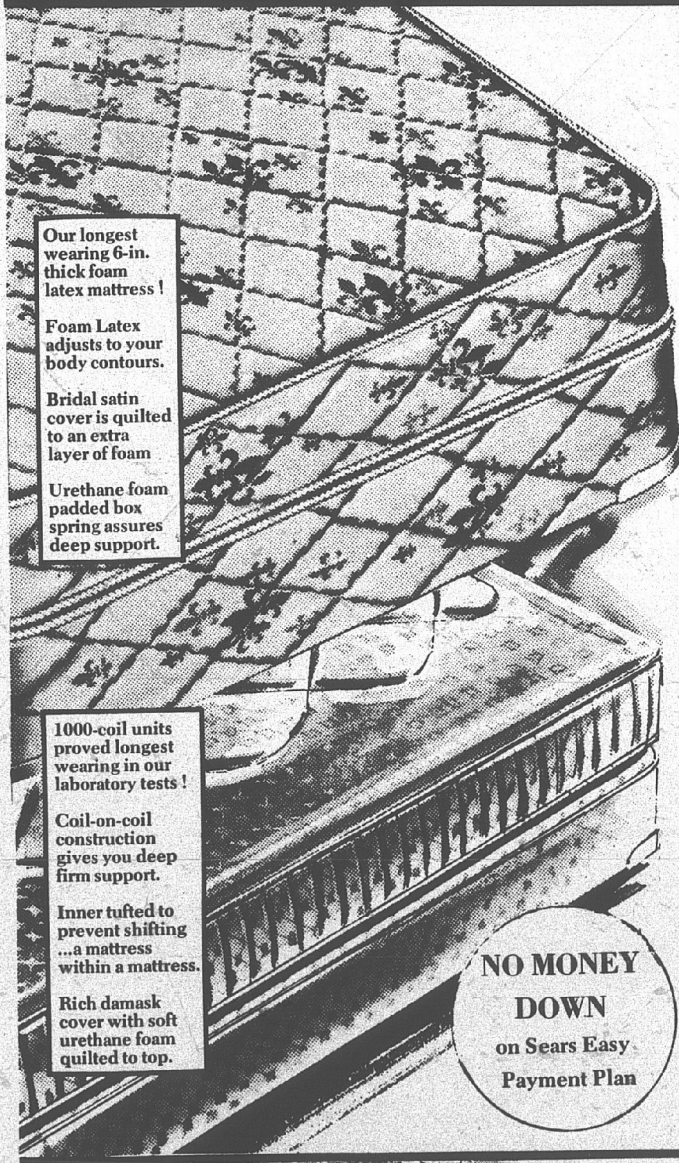 Our longest
wearing 6-in.
thick foam
latex mattress !
Foam Latex
adjusts to your
body contours.
Bridal satin
cover is quilted
to an extra
layer of foam
Urethane foam
padded box
spring assures
deep support.
1000-coil units
proved longest
wearing in our
laboratory tests !
Coil-on-coil
construction
gives you deep
firm support.
Inner tufted to
prevent shifting
...a mattress
within a mattress.
Rich damask
cover with soft
urethane foam
quilted to top.
NO MONEY
DOWN
on Sears Easy
Payment Plan